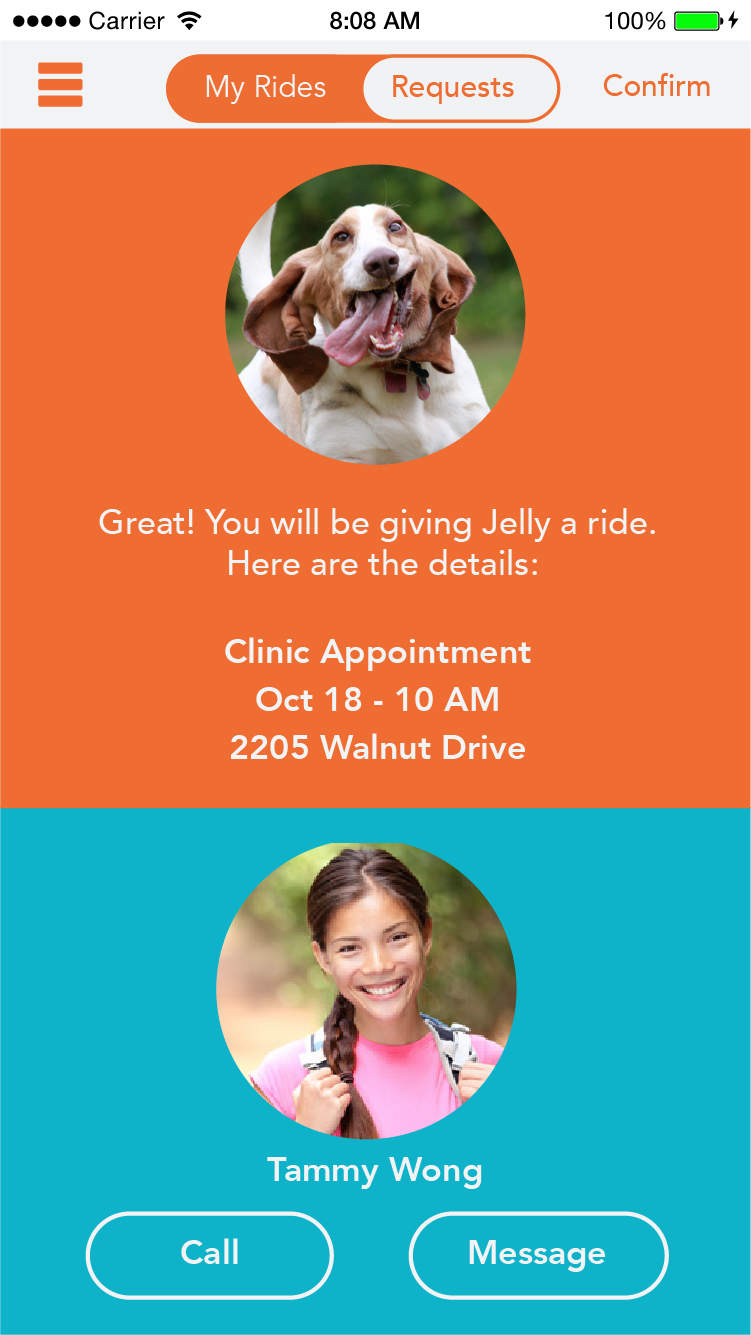 Carrier 8:08 AM 100%
My Rides Requests Confirm
Great! You will be giving Jelly a ride.
Here are the details:
Clinic Appointment
Oct 18 - 10 AM
2205 Walnut Drive
Tammy Wong
Call Message